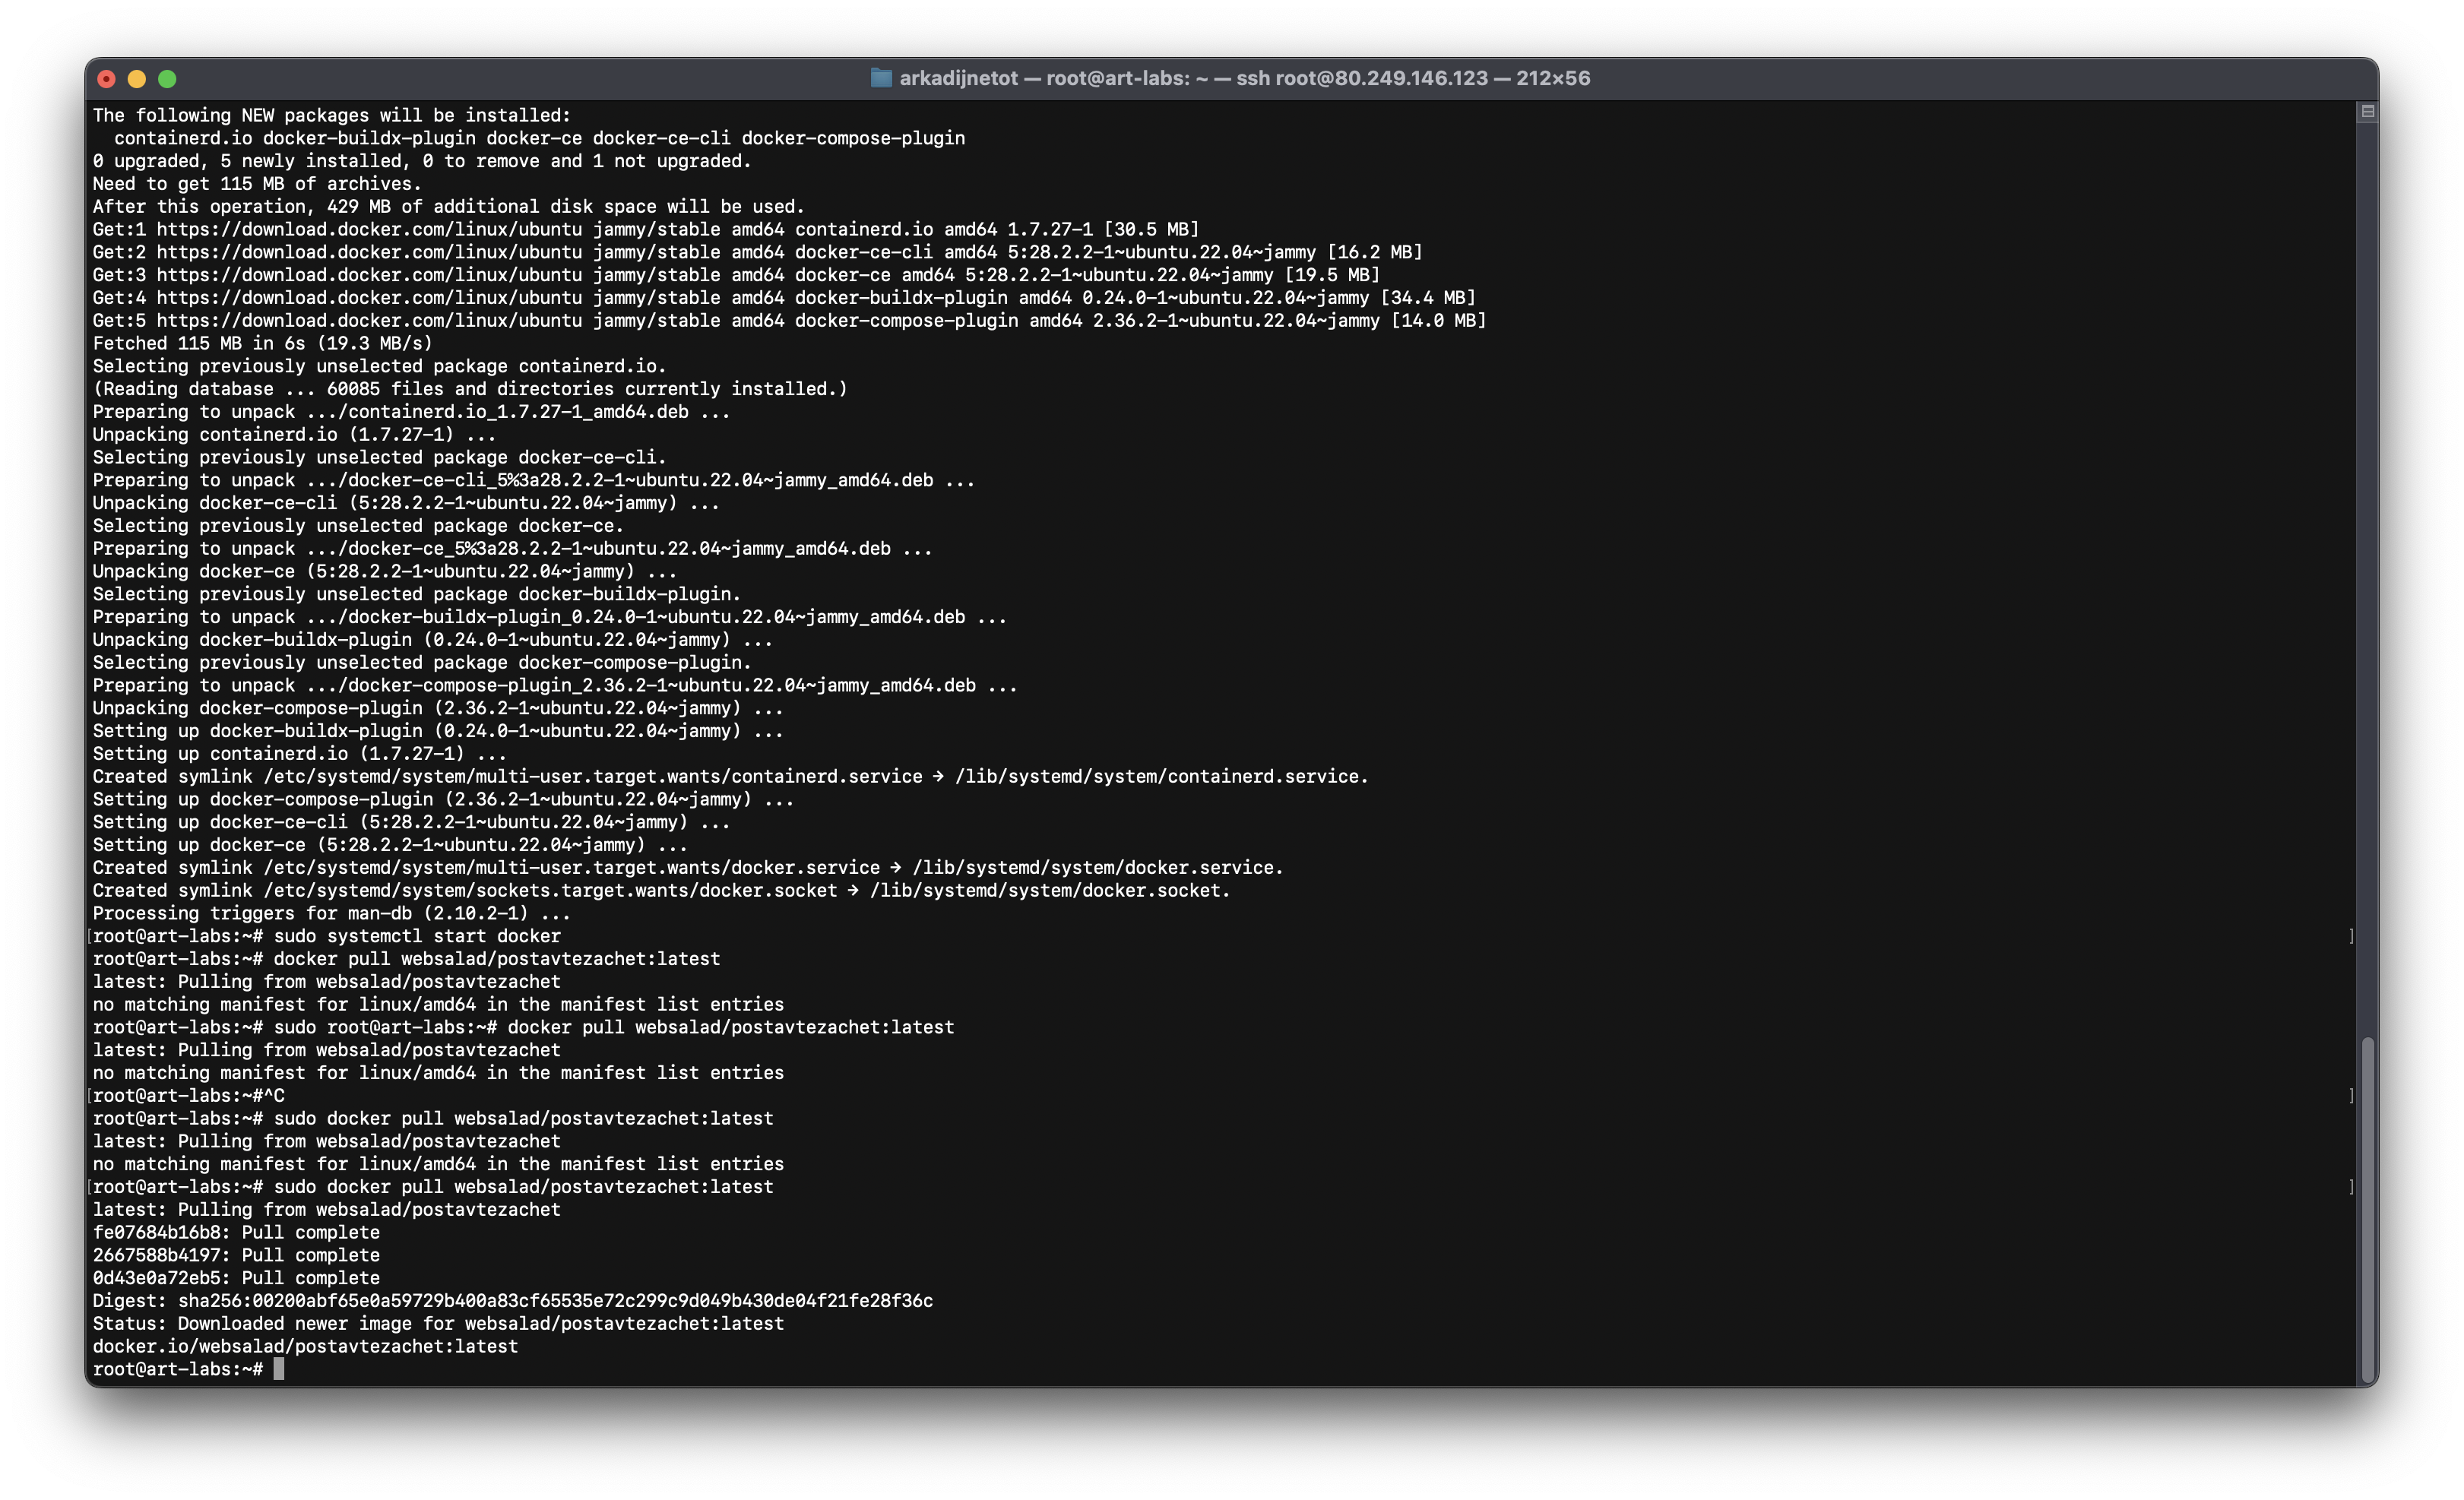 arkadijnetot — root@art-labs: ~ — ssh root@80.249.146.123 — 212×56
The following NEW packages will be installed:
  containerd.io docker-buildx-plugin docker-ce docker-ce-cli docker-compose-plugin
0 upgraded, 5 newly installed, 0 to remove and 1 not upgraded.
Need to get 115 MB of archives.
After this operation, 429 MB of additional disk space will be used.
Get:1 https://download.docker.com/linux/ubuntu jammy/stable amd64 containerd.io amd64 1.7.27-1 [30.5 MB]
Get:2 https://download.docker.com/linux/ubuntu jammy/stable amd64 docker-ce-cli amd64 5:28.2.2-1~ubuntu.22.04~jammy [16.2 MB]
Get:3 https://download.docker.com/linux/ubuntu jammy/stable amd64 docker-ce amd64 5:28.2.2-1~ubuntu.22.04~jammy [19.5 MB]
Get:4 https://download.docker.com/linux/ubuntu jammy/stable amd64 docker-buildx-plugin amd64 0.24.0-1~ubuntu.22.04~jammy [34.4 MB]
Get:5 https://download.docker.com/linux/ubuntu jammy/stable amd64 docker-compose-plugin amd64 2.36.2-1~ubuntu.22.04~jammy [14.0 MB]
Fetched 115 MB in 6s (19.3 MB/s)
Selecting previously unselected package containerd.io.
(Reading database ... 60085 files and directories currently installed.)
Preparing to unpack .../containerd.io_1.7.27-1_amd64.deb ...
Unpacking containerd.io (1.7.27-1) ...
Selecting previously unselected package docker-ce-cli.
Preparing to unpack .../docker-ce-cli_5%3a28.2.2-1~ubuntu.22.04~jammy_amd64.deb ...
Unpacking docker-ce-cli (5:28.2.2-1~ubuntu.22.04~jammy) ...
Selecting previously unselected package docker-ce.
Preparing to unpack .../docker-ce_5%3a28.2.2-1~ubuntu.22.04~jammy_amd64.deb ...
Unpacking docker-ce (5:28.2.2-1~ubuntu.22.04~jammy) ...
Selecting previously unselected package docker-buildx-plugin.
Preparing to unpack .../docker-buildx-plugin_0.24.0-1~ubuntu.22.04~jammy_amd64.deb ...
Unpacking docker-buildx-plugin (0.24.0-1~ubuntu.22.04~jammy) ...
Selecting previously unselected package docker-compose-plugin.
Preparing to unpack .../docker-compose-plugin_2.36.2-1~ubuntu.22.04~jammy_amd64.deb ...
Unpacking docker-compose-plugin (2.36.2-1~ubuntu.22.04~jammy) ...
Setting up docker-buildx-plugin (0.24.0-1~ubuntu.22.04~jammy) ...
Setting up containerd.io (1.7.27-1) ...
Created symlink /etc/systemd/system/multi-user.target.wants/containerd.service → /lib/systemd/system/containerd.service.
Setting up docker-compose-plugin (2.36.2-1~ubuntu.22.04~jammy) ...
Setting up docker-ce-cli (5:28.2.2-1~ubuntu.22.04~jammy) ...
Setting up docker-ce (5:28.2.2-1~ubuntu.22.04~jammy) ...
Created symlink /etc/systemd/system/multi-user.target.wants/docker.service → /lib/systemd/system/docker.service.
Created symlink /etc/systemd/system/sockets.target.wants/docker.socket → /lib/systemd/system/docker.socket.
Processing triggers for man-db (2.10.2-1) ...
[root@art-labs:~# sudo systemctl start docker ]
root@art-labs:~# docker pull websalad/postavtezachet:latest
latest: Pulling from websalad/postavtezachet
no matching manifest for linux/amd64 in the manifest list entries
root@art-labs:~# sudo root@art-labs:~# docker pull websalad/postavtezachet:latest
latest: Pulling from websalad/postavtezachet
no matching manifest for linux/amd64 in the manifest list entries
[root@art-labs:~#^C ]
root@art-labs:~# sudo docker pull websalad/postavtezachet:latest
latest: Pulling from websalad/postavtezachet
no matching manifest for linux/amd64 in the manifest list entries
[root@art-labs:~# sudo docker pull websalad/postavtezachet:latest ]
latest: Pulling from websalad/postavtezachet
fe07684b16b8: Pull complete
2667588b4197: Pull complete
0d43e0a72eb5: Pull complete
Digest: sha256:00200abf65e0a59729b400a83cf65535e72c299c9d049b430de04f21fe28f36c
Status: Downloaded newer image for websalad/postavtezachet:latest
docker.io/websalad/postavtezachet:latest
root@art-labs:~#